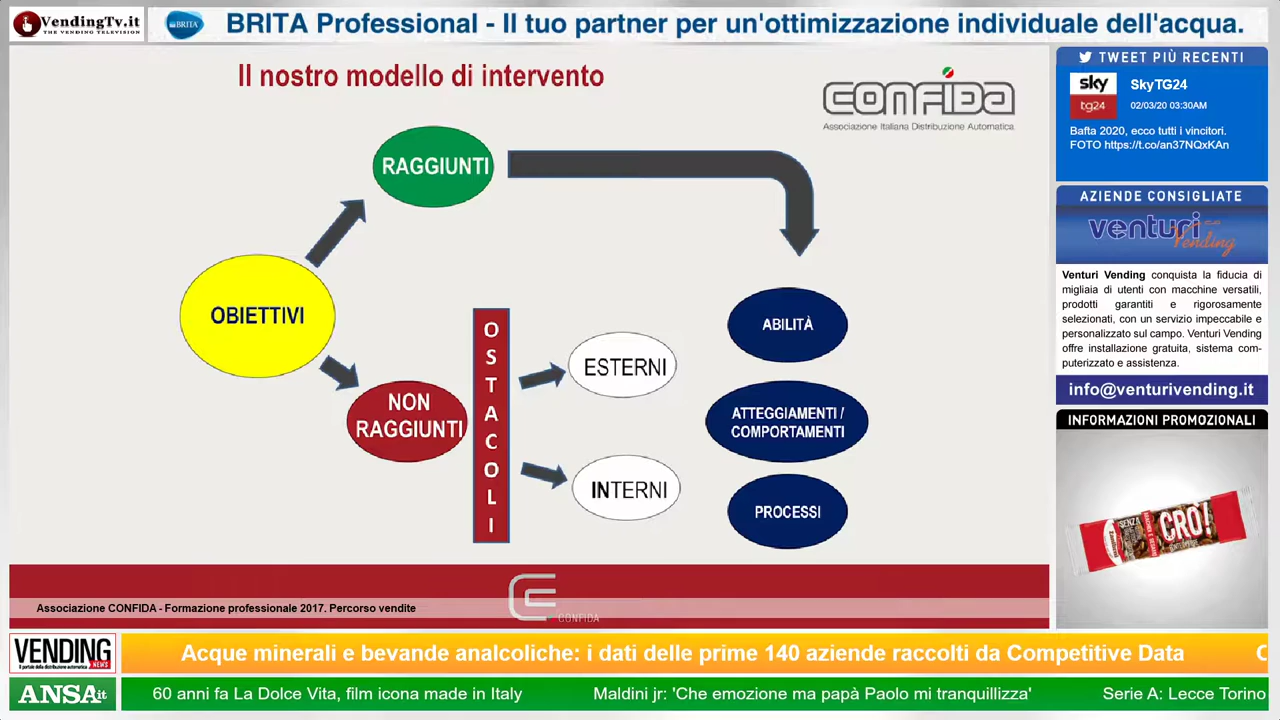 VendingTv.it
THE VENDING TELEVISION
BRITA
BRITA Professional - Il tuo partner per un'ottimizzazione individuale dell'acqua.
Il nostro modello di intervento
CONFIDA
Associazione Italiana Distribuzione Automatica
RAGGIUNTI
OBIETTIVI
NON
RAGGIUNTI
OSTACOLI
ESTERNI
INTERNI
ABILITÀ
ATTEGGIAMENTI /
COMPORTAMENTI
PROCESSI
CONFIDA
Associazione CONFIDA - Formazione professionale 2017. Percorso vendite
TWEET PIÙ RECENTI
sky
tg24
SkyTG24
02/03/20 03:30AM
Bafta 2020, ecco tutti i vincitori.
FOTO https://t.co/an37NQxKAn
AZIENDE CONSIGLIATE
venturi
Vending
Venturi Vending conquista la fiducia di
migliaia di utenti con macchine versatili,
prodotti garantiti e rigorosamente
selezionati, con un servizio impeccabile e
personalizzato sul campo. Venturi Vending
offre installazione gratuita, sistema com-
puterizzato e assistenza.
info@venturivending.it
INFORMAZIONI PROMOZIONALI
SENZA
CRO!
VENDING
NEWS
Il portale della distribuzione automatica
Acque minerali e bevande analcoliche: i dati delle prime 140 aziende raccolti da Competitive Data
C
ANSA.it
60 anni fa La Dolce Vita, film icona made in Italy
Maldini jr: 'Che emozione ma papà Paolo mi tranquillizza'
Serie A: Lecce Torino